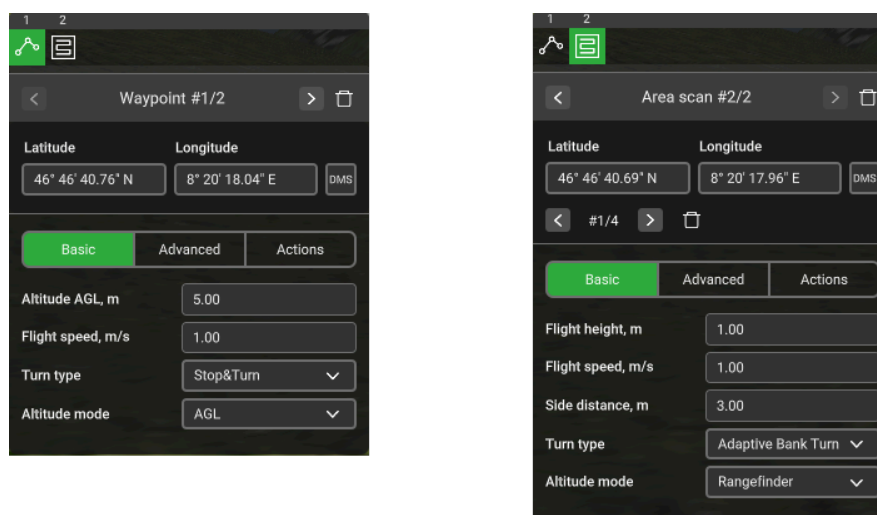 1 2
Waypoint #1/2
Latitude Longitude
46° 46' 40.76" N 8° 20' 18.04" E DMS
Basic Advanced Actions
Altitude AGL, m 5.00
Flight speed, m/s 1.00
Turn type Stop&Turn
Altitude mode AGL
1 2
Area scan #2/2
Latitude Longitude
46° 46' 40.69" N 8° 20' 17.96" E DMS
#1/4
Basic Advanced Actions
Flight height, m 1.00
Flight speed, m/s 1.00
Side distance, m 3.00
Turn type Adaptive Bank Turn
Altitude mode Rangefinder